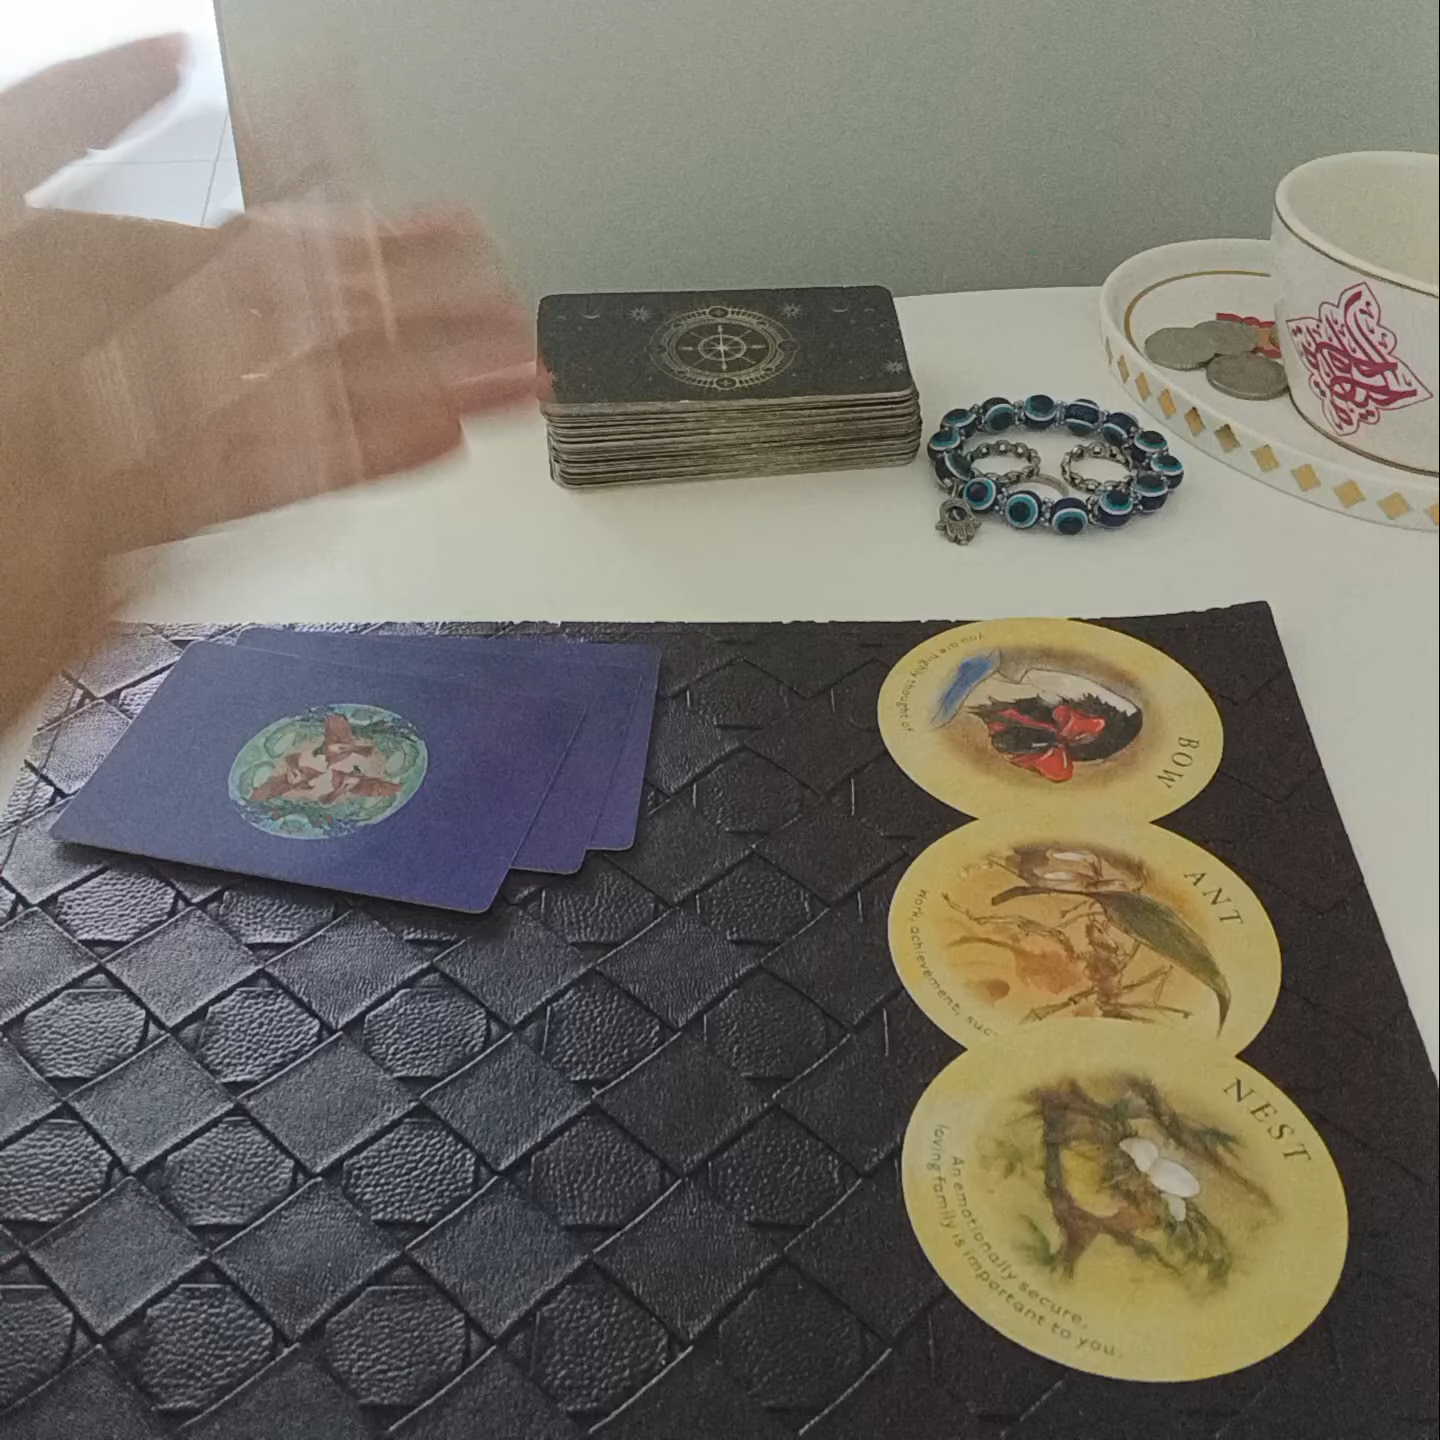 BOW
you are highly thought of
ANT
work, achievement, suc
NEST
An emotionally secure,
loving family is important to you.